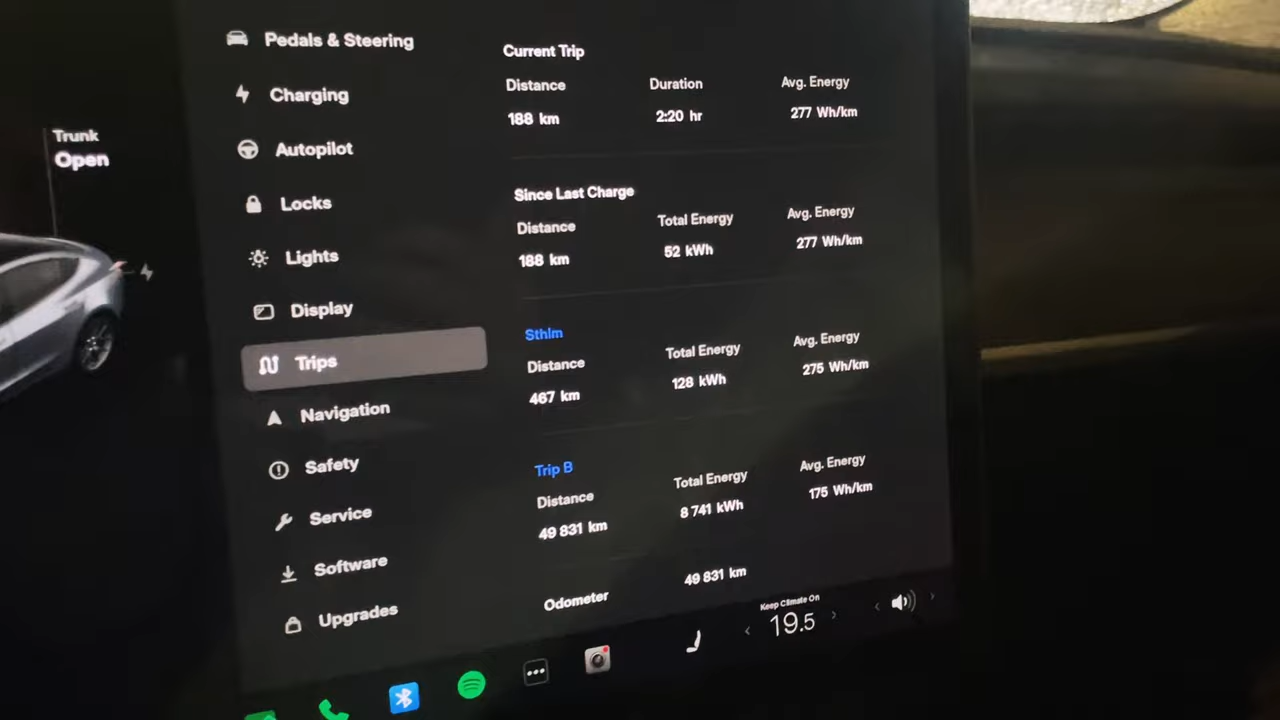 Trunk
Open
Pedals & Steering
Charging
Autopilot
Locks
Lights
Display
Trips
Navigation
Safety
Service
Software
Upgrades
Current Trip
Distance Duration Avg. Energy
188 km 2:20 hr 277 Wh/km
Since Last Charge
Distance Total Energy Avg. Energy
188 km 52 kWh 277 Wh/km
Sthlm
Distance Total Energy Avg. Energy
467 km 128 kWh 275 Wh/km
Trip B
Distance Total Energy Avg. Energy
49 831 km 8 741 kWh 175 Wh/km
Odometer 49 831 km
Keep Climate On
19.5